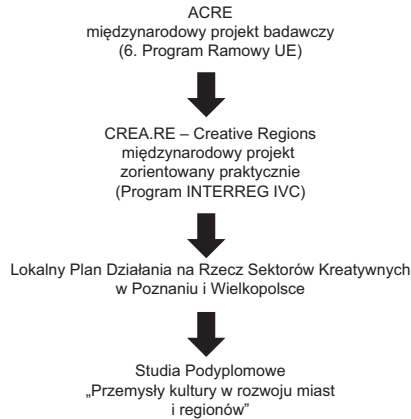 ACRE
międzynarodowy projekt badawczy
(6. Program Ramowy UE)
CREA.RE – Creative Regions
międzynarodowy projekt
zorientowany praktycznie
(Program INTERREG IVC)
Lokalny Plan Działania na Rzecz Sektorów Kreatywnych
w Poznaniu i Wielkopolsce
Studia Podyplomowe
„Przemysły kultury w rozwoju miast
i regionów”